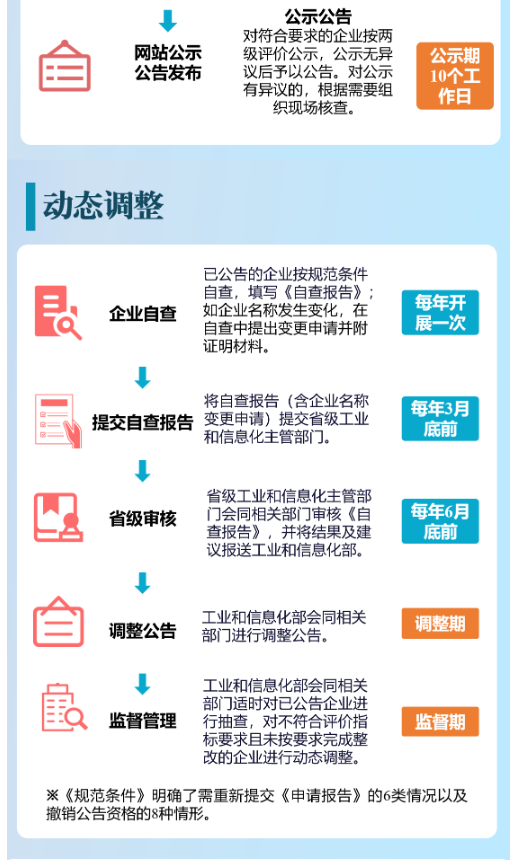 公示公告
网站公示
公告发布
对符合要求的企业按两
级评价公示，公示无异
议后予以公告。对公示
有异议的，根据需要组
织现场核查。
公示期
10个工
作日
动态调整
企业自查
已公告的企业按规范条件
自查，填写《自查报告》；
如企业名称发生变化，在
自查中提出变更申请并附
证明材料。
每年开
展一次
提交自查报告
将自查报告（含企业名称
变更申请）提交省级工业
和信息化主管部门。
每年3月
底前
省级审核
省级工业和信息化主管部
门会同相关部门审核《自
查报告》，并将结果及建
议报送工业和信息化部。
每年6月
底前
调整公告
工业和信息化部会同相关
部门进行调整公告。
调整期
监督管理
工业和信息化部会同相关
部门适时对已公告企业进
行抽查，对不符合评价指
标要求且未按要求完成整
改的企业进行动态调整。
监督期
※《规范条件》明确了需重新提交《申请报告》的6类情况以及
撤销公告资格的8种情形。